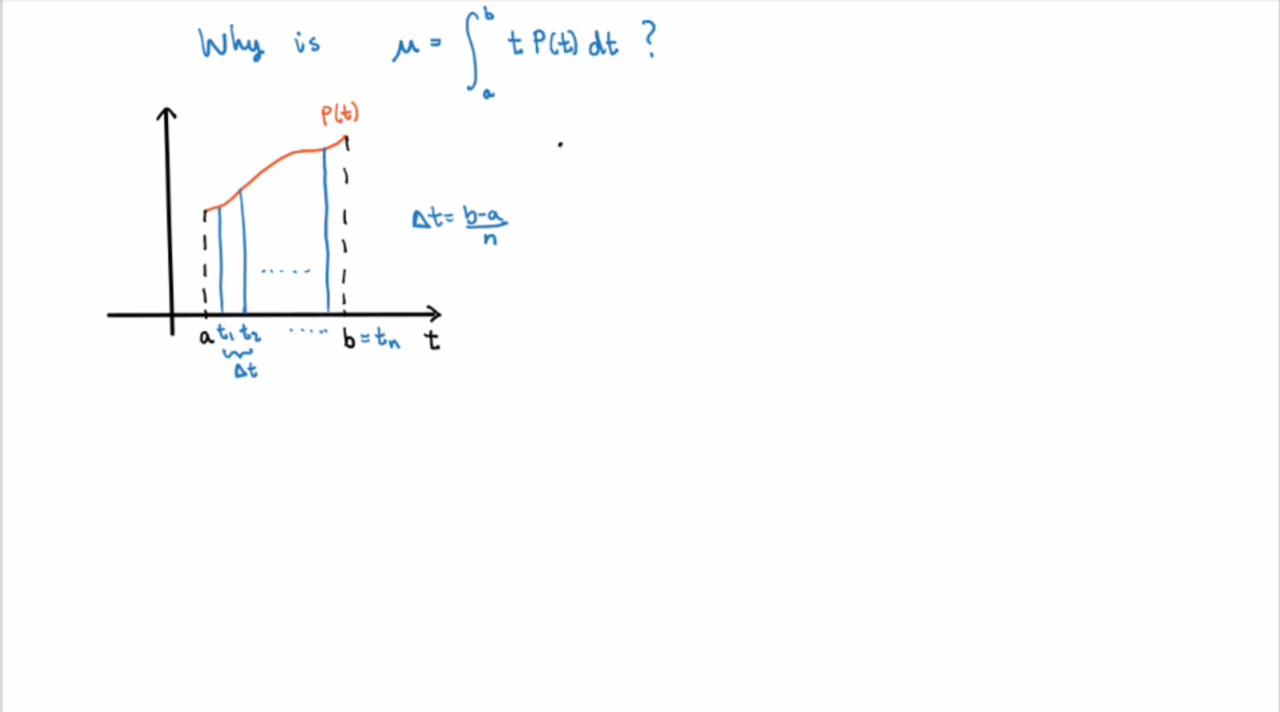 Why is μ = ∫ₐᵇ t P(t) dt ?
P(t)
Δt = b-a/n
a t₁ t₂ ..... b = tₙ t
Δt